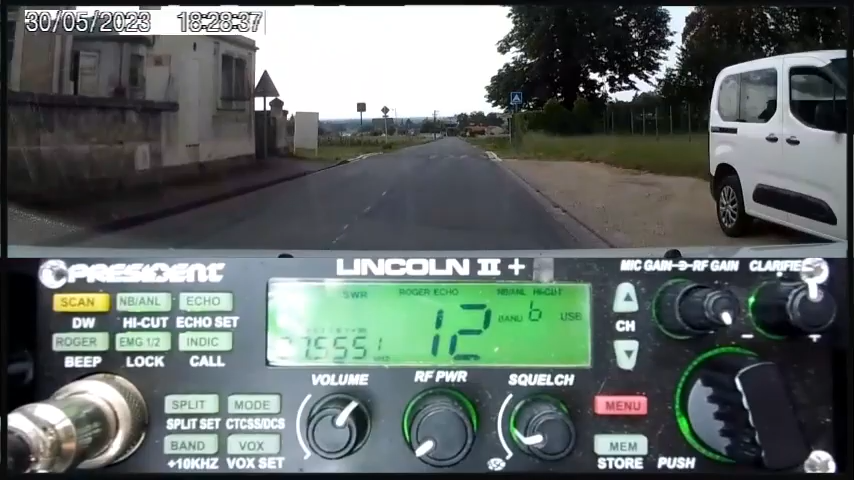 30/05/2023 18:28:37
PRESIDENT LINCOLN II + MIC GAIN RF GAIN CLARIFIER
SCAN NB/ANL ECHO
DW HI-CUT ECHO SET
ROGER EMG 1/2 INDIC
BEEP LOCK CALL
SWR ROGER ECHO NB/ANL HI-CUT
12 BAND 6 USB
27.555
CH
VOLUME RF PWR SQUELCH
SPLIT MODE
SPLIT SET CTCSS/DCS
BAND VOX
+10KHZ VOX SET
MENU
MEM
STORE PUSH